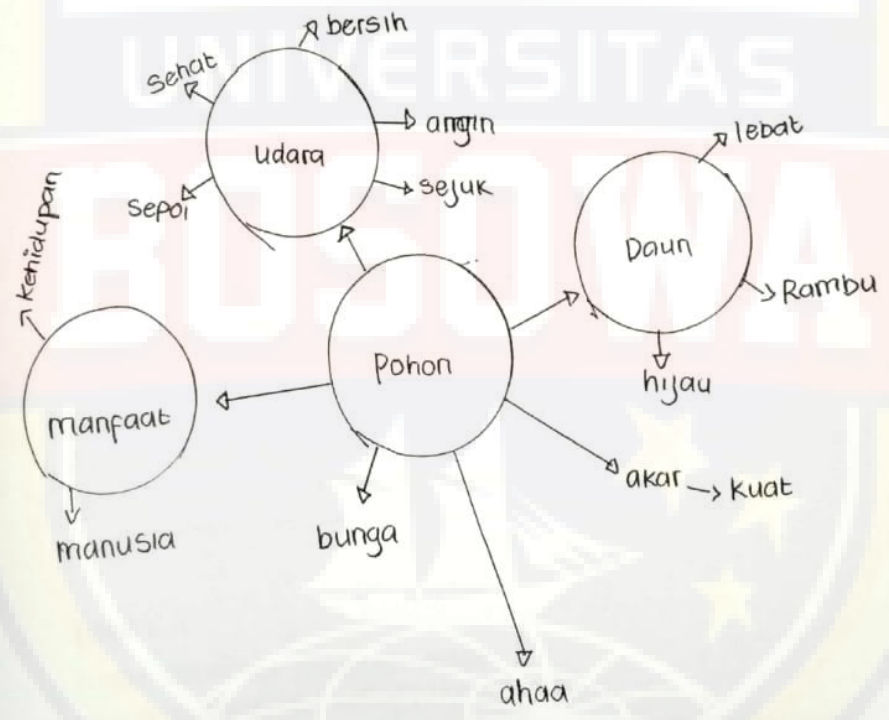 UNIVERSITAS
BOSOWA
bersih
sehat
angin
udara
sejuk
sepoi
lebat
Daun
Rambu
hijau
kehidupan
Pohon
manfaat
manusia
bunga
akar
kuat
ahaa